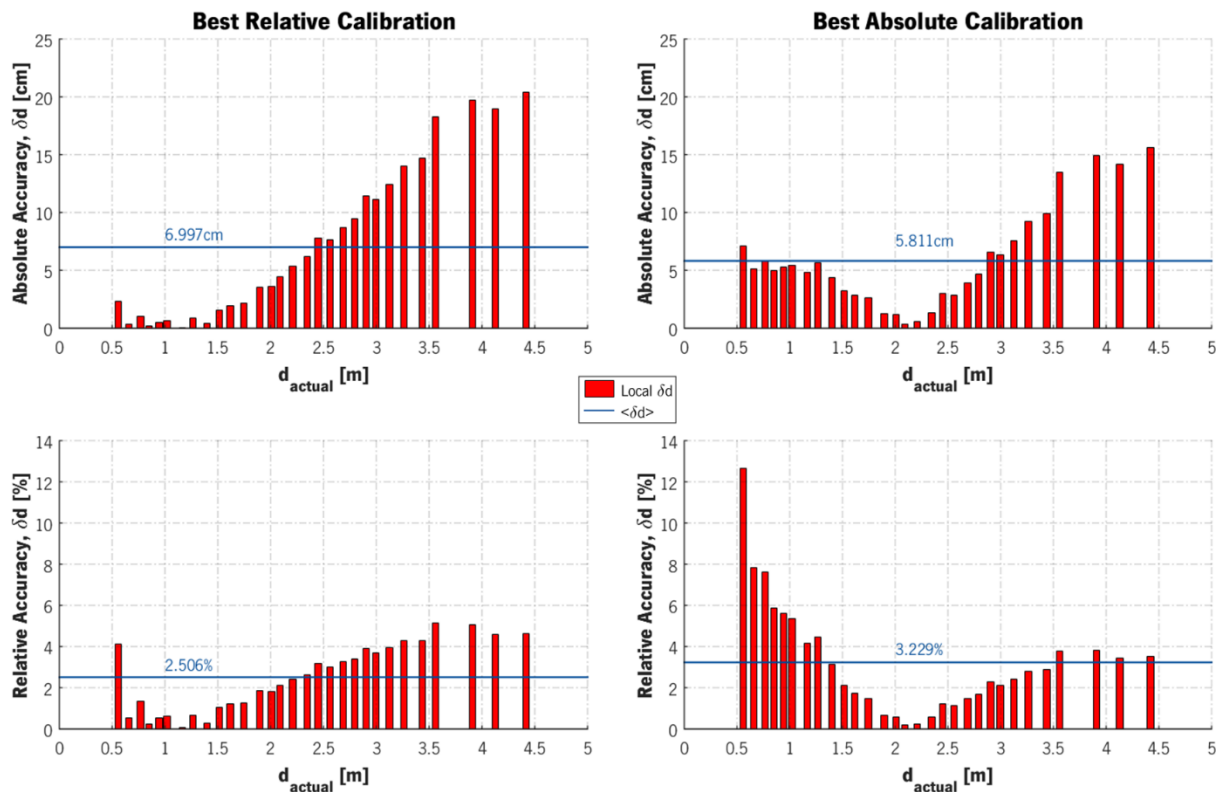 Best Relative Calibration
Absolute Accuracy, δd [cm]
25
20
15
10
5
0
6.997cm
0 0.5 1 1.5 2 2.5 3 3.5 4 4.5 5
d_actual [m]
Best Absolute Calibration
Absolute Accuracy, δd [cm]
25
20
15
10
5
0
5.811cm
0 0.5 1 1.5 2 2.5 3 3.5 4 4.5 5
d_actual [m]
Local δd
<δd>
Relative Accuracy, δd [%]
14
12
10
8
6
4
2
0
2.506%
0 0.5 1 1.5 2 2.5 3 3.5 4 4.5 5
d_actual [m]
Relative Accuracy, δd [%]
14
12
10
8
6
4
2
0
3.229%
0 0.5 1 1.5 2 2.5 3 3.5 4 4.5 5
d_actual [m]